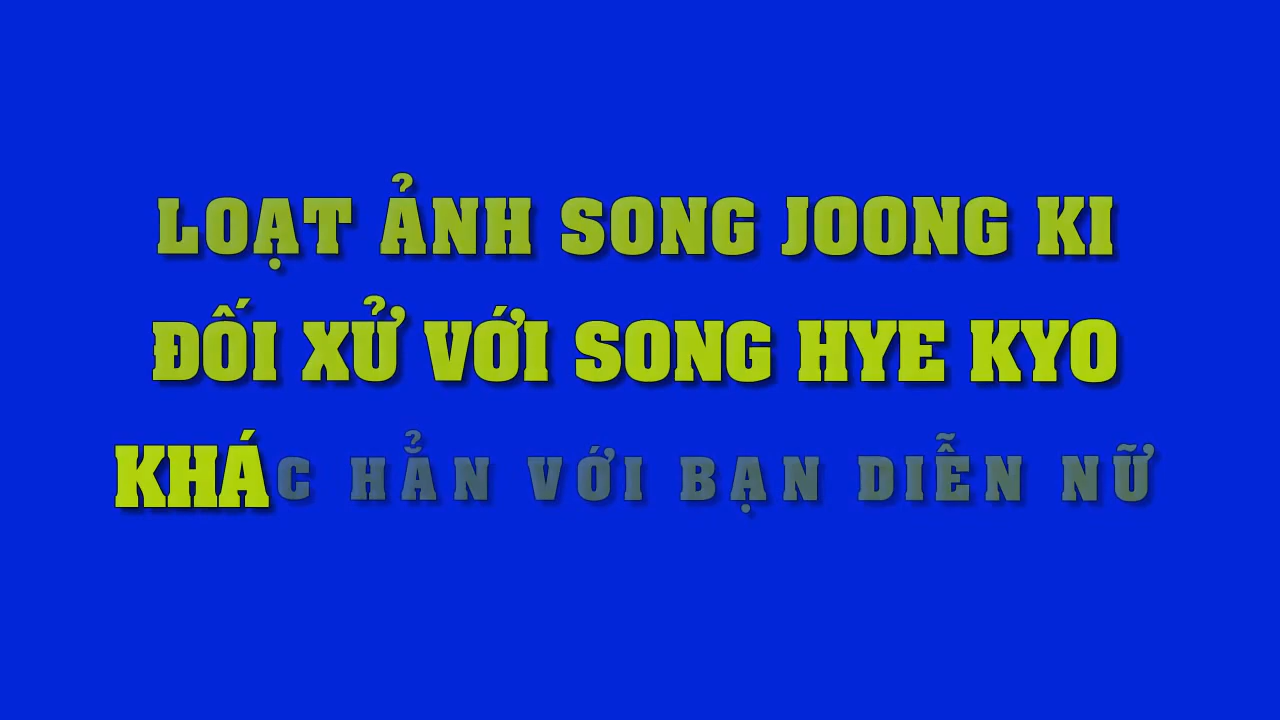 LOẠT ẢNH SONG JOONG KI
ĐỐI XỬ VỚI SONG HYE KYO
KHÁC HẲN VỚI BẠN DIỄN NỮ